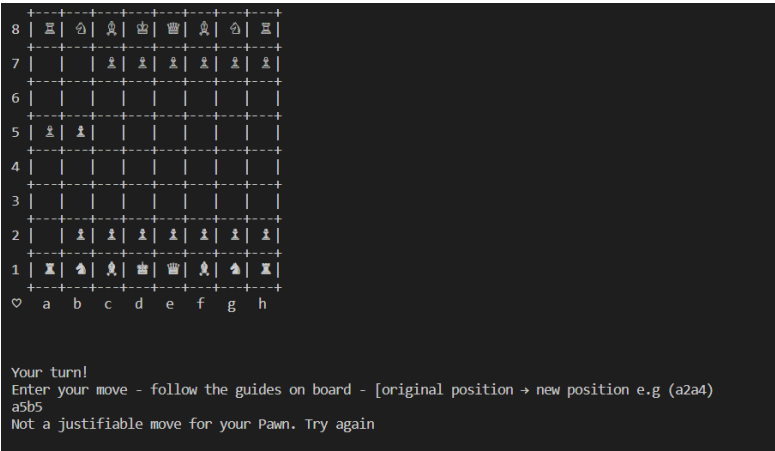 +---+---+---+---+---+---+---+---+
8 | ♖ | ♘ | ♗ | ♔ | ♕ | ♗ | ♘ | ♖ |
+---+---+---+---+---+---+---+---+
7 | | | ♙ | ♙ | ♙ | ♙ | ♙ | ♙ |
+---+---+---+---+---+---+---+---+
6 | | | | | | | | |
+---+---+---+---+---+---+---+---+
5 | ♙ | ♟ | | | | | | |
+---+---+---+---+---+---+---+---+
4 | | | | | | | | |
+---+---+---+---+---+---+---+---+
3 | | | | | | | | |
+---+---+---+---+---+---+---+---+
2 | | ♟ | ♟ | ♟ | ♟ | ♟ | ♟ | ♟ |
+---+---+---+---+---+---+---+---+
1 | ♜ | ♞ | ♝ | ♚ | ♛ | ♝ | ♞ | ♜ |
+---+---+---+---+---+---+---+---+
♡ a b c d e f g h
Your turn!
Enter your move - follow the guides on board - [original position → new position e.g (a2a4)
a5b5
Not a justifiable move for your Pawn. Try again